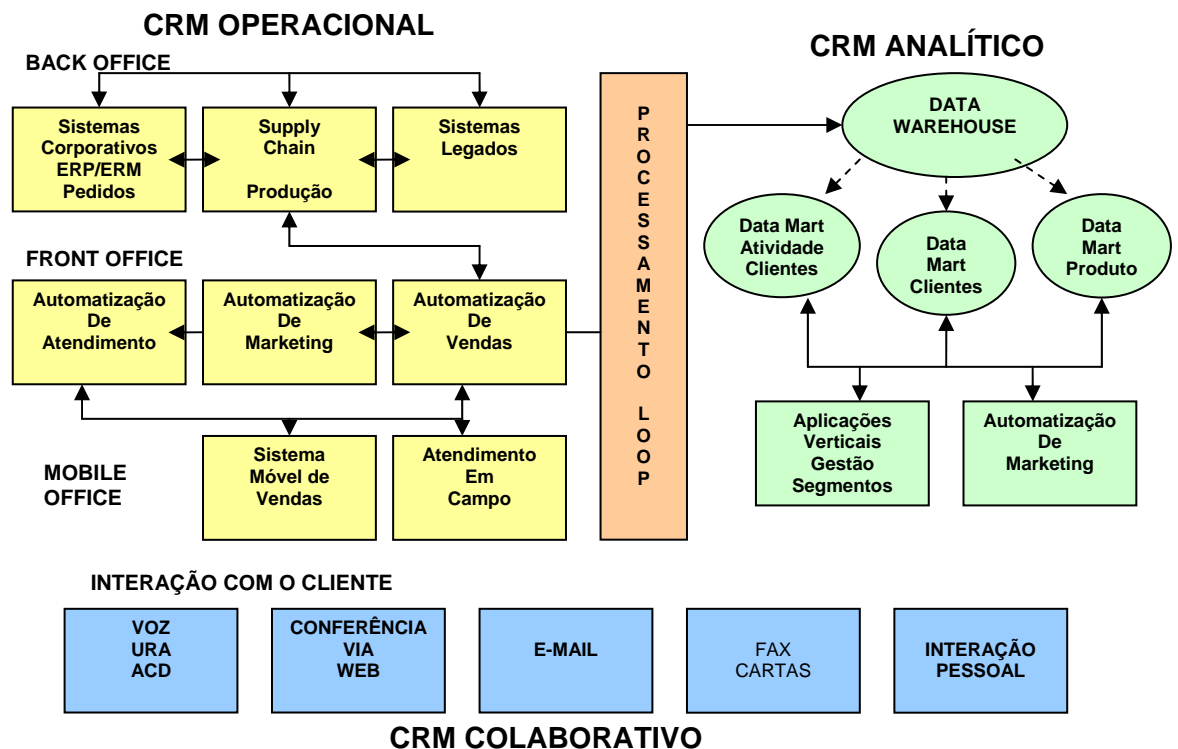 CRM OPERACIONAL
BACK OFFICE
Sistemas
Corporativos
ERP/ERM
Pedidos
Supply
Chain
Produção
Sistemas
Legados
FRONT OFFICE
Automatização
De
Atendimento
Automatização
De
Marketing
Automatização
De
Vendas
MOBILE
OFFICE
Sistema
Móvel de
Vendas
Atendimento
Em
Campo
P
R
O
C
E
S
S
A
M
E
N
T
O
L
O
O
P
CRM ANALÍTICO
DATA
WAREHOUSE
Data Mart
Atividade
Clientes
Data
Mart
Clientes
Data
Mart
Produto
Aplicações
Verticais
Gestão
Segmentos
Automatização
De
Marketing
INTERAÇÃO COM O CLIENTE
VOZ
URA
ACD
CONFERÊNCIA
VIA
WEB
E-MAIL
FAX
CARTAS
INTERAÇÃO
PESSOAL
CRM COLABORATIVO